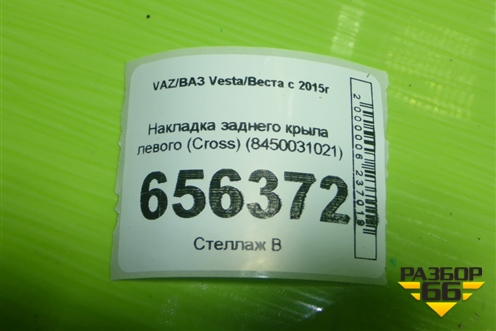 VAZ/ВАЗ Vesta/Веста с 2015г
Накладка заднего крыла
левого (Cross) (8450031021)
656372
Стеллаж В
2000006237019
РАЗБОР
66